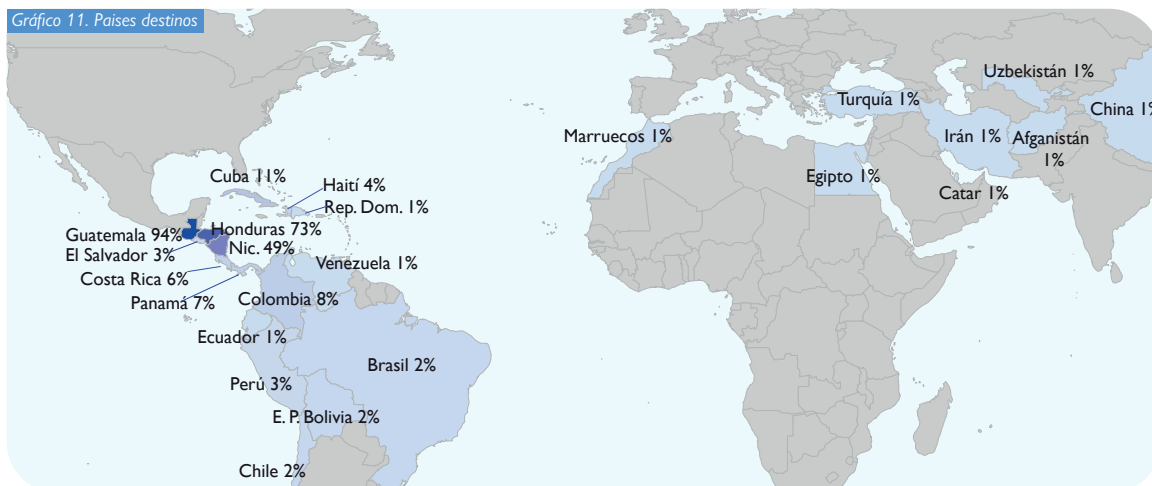 Gráfico 11. Paises destinos
Uzbekistán 1%
Turquía 1%
China 1%
Marruecos 1%
Irán 1%
Afganistán
1%
Egipto 1%
Catar 1%
Cuba 11%
Haití 4%
Rep. Dom. 1%
Guatemala 94%
Honduras 73%
El Salvador 3%
Nic. 49%
Costa Rica 6%
Venezuela 1%
Panamá 7%
Colombia 8%
Ecuador 1%
Brasil 2%
Perú 3%
E. P. Bolivia 2%
Chile 2%